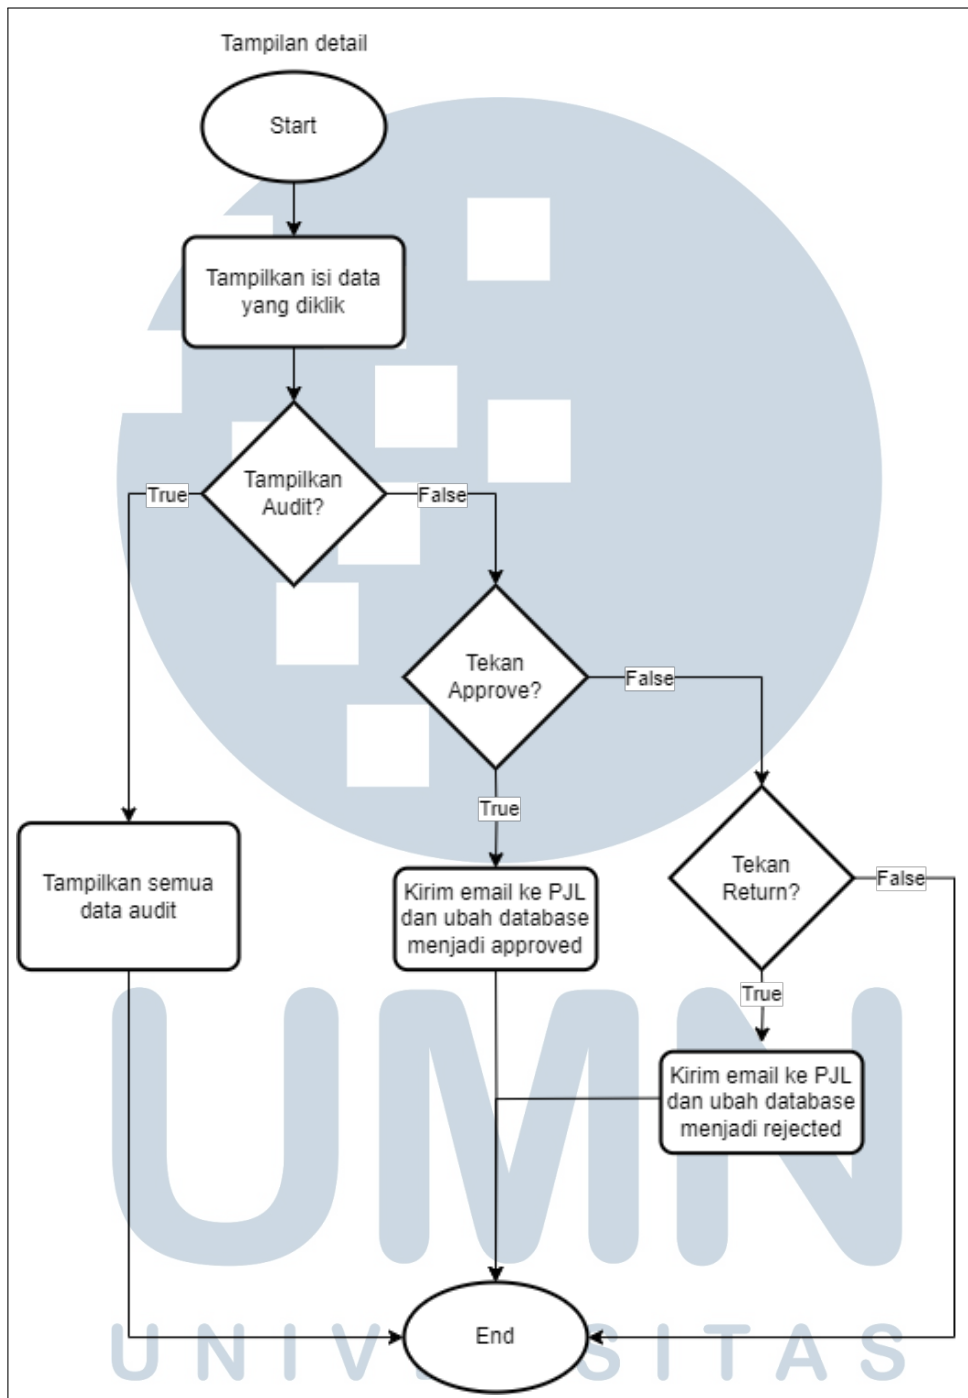 Tampilan detail
Start
Tampilkan isi data
yang diklik
Tampilkan
Audit?
True
False
Tekan
Approve?
False
True
Tekan
Return?
False
True
Tampilkan semua
data audit
Kirim email ke PJL
dan ubah database
menjadi approved
Kirim email ke PJL
dan ubah database
menjadi rejected
End
UMN
UNIVERSITAS